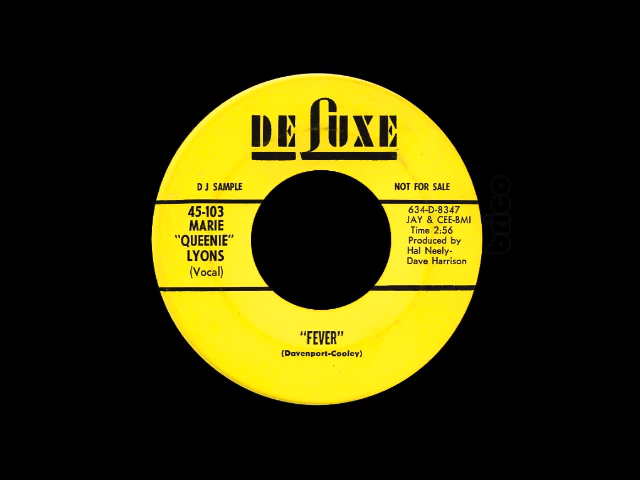 DE LUXE
D J SAMPLE
NOT FOR SALE
45-103
MARIE
"QUEENIE"
LYONS
(Vocal)
634-D-8347
JAY & CEE-BMI
Time 2:56
Produced by
Hal Neely-
Dave Harrison
"FEVER"
(Davenport-Cooley)
brico